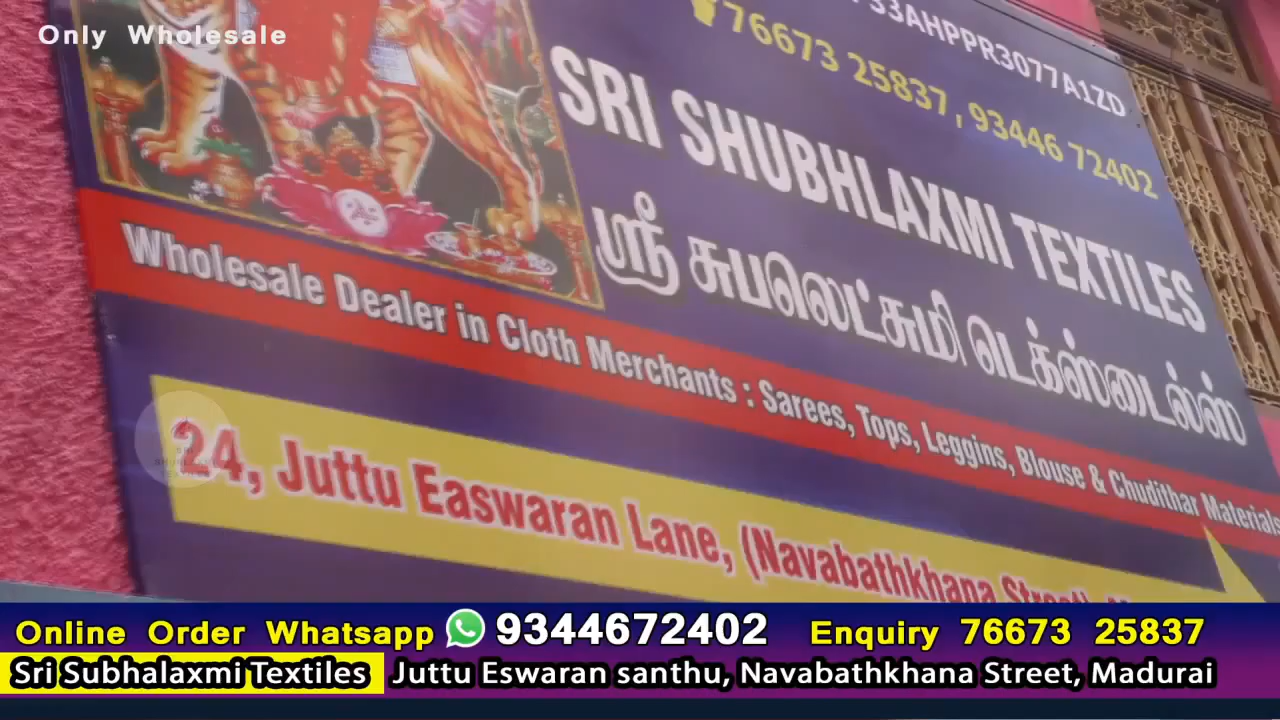 Only Wholesale
33AHPPR3077A1ZD
76673 25837, 93446 72402
SRI SHUBHLAXMI TEXTILES
ஸ்ரீ சுபலெட்சுமி டெக்ஸ்டைல்ஸ்
Wholesale Dealer in Cloth Merchants : Sarees, Tops, Leggins, Blouse & Chudithar Materials
24, Juttu Easwaran Lane, (Navabathkhana Street),
Online Order Whatsapp 9344672402 Enquiry 76673 25837
Sri Subhalaxmi Textiles Juttu Eswaran santhu, Navabathkhana Street, Madurai